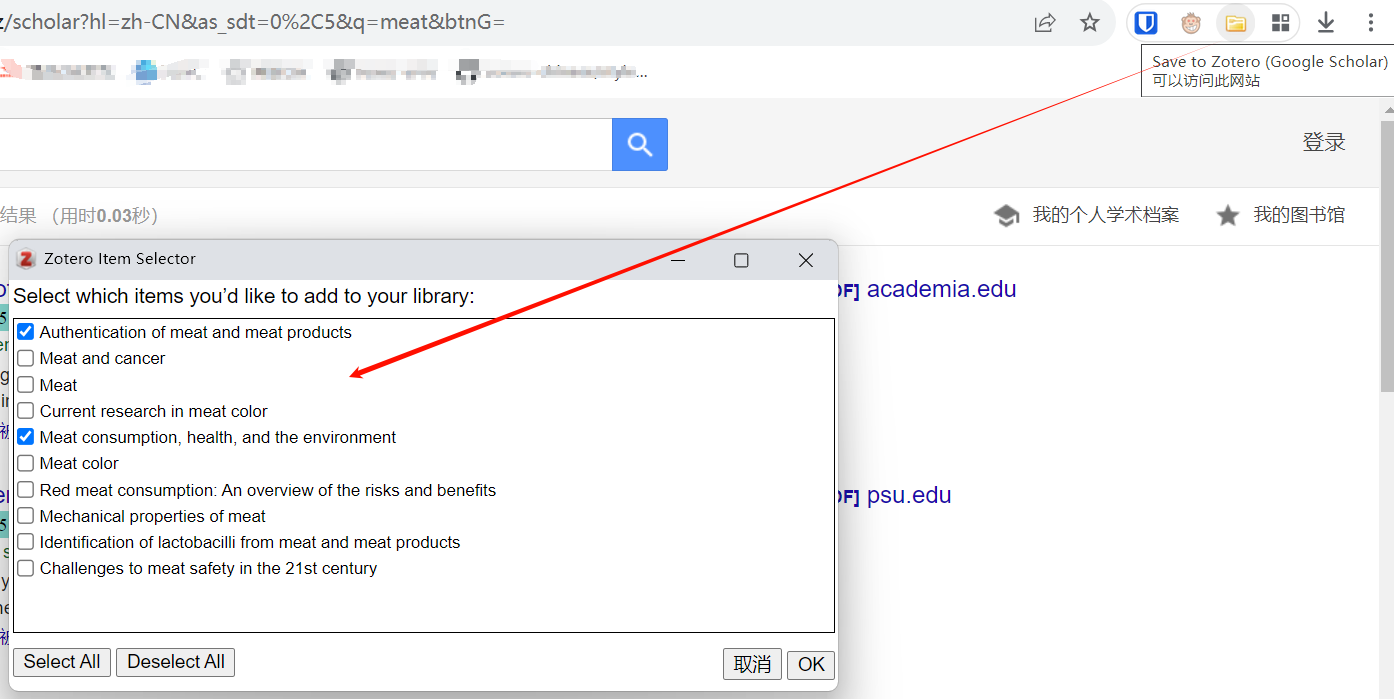 /scholar?hl=zh-CN&as_sdt=0%2C5&q=meat&btnG=
Save to Zotero (Google Scholar)
可以访问此网站
登录
结果 (用时0.03秒)
我的个人学术档案
我的图书馆
Zotero Item Selector
Select which items you’d like to add to your library:
Authentication of meat and meat products
Meat and cancer
Meat
Current research in meat color
Meat consumption, health, and the environment
Meat color
Red meat consumption: An overview of the risks and benefits
Mechanical properties of meat
Identification of lactobacilli from meat and meat products
Challenges to meat safety in the 21st century
Select All
Deselect All
取消
OK
academia.edu
psu.edu